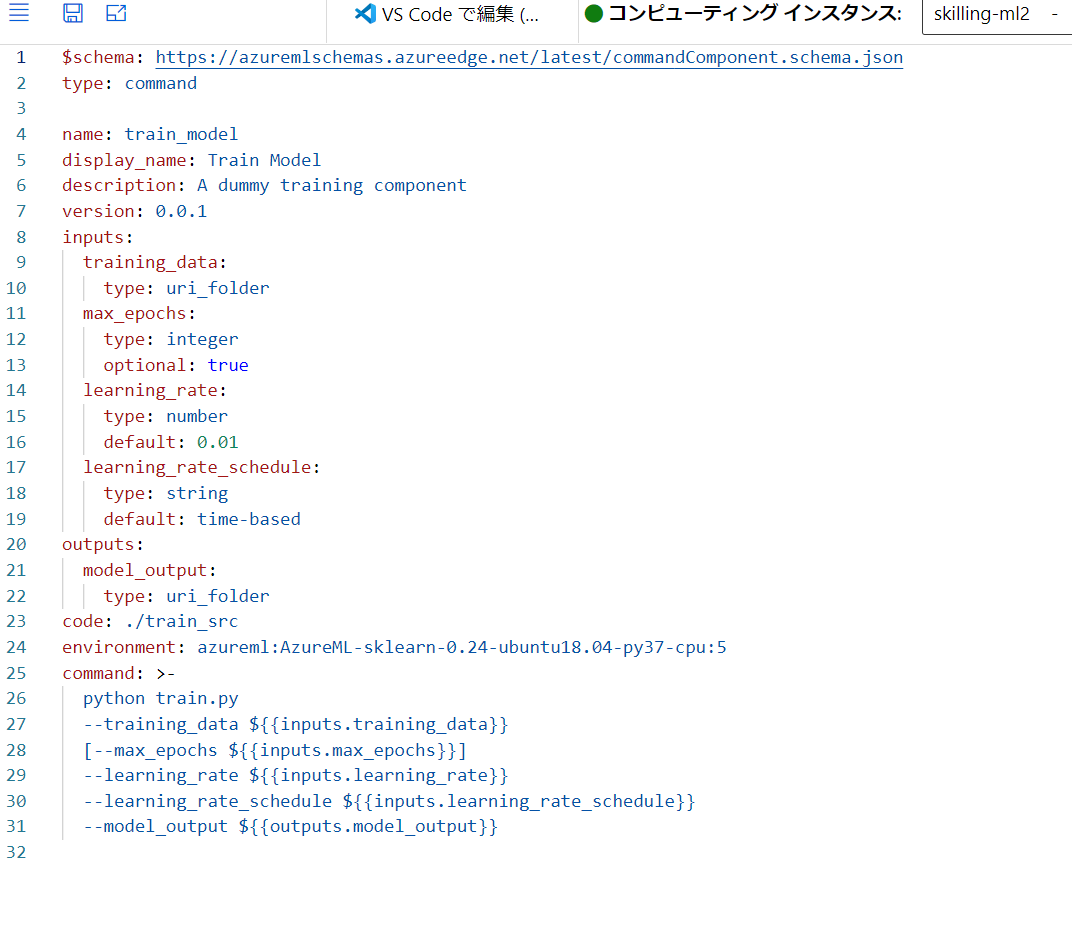 VS Code で編集 (...
コンピューティング インスタンス:
skilling-ml2 -
1 $schema: https://azuremlschemas.azureedge.net/latest/commandComponent.schema.json
2 type: command
3
4 name: train_model
5 display_name: Train Model
6 description: A dummy training component
7 version: 0.0.1
8 inputs:
9 training_data:
10 type: uri_folder
11 max_epochs:
12 type: integer
13 optional: true
14 learning_rate:
15 type: number
16 default: 0.01
17 learning_rate_schedule:
18 type: string
19 default: time-based
20 outputs:
21 model_output:
22 type: uri_folder
23 code: ./train_src
24 environment: azureml:AzureML-sklearn-0.24-ubuntu18.04-py37-cpu:5
25 command: >-
26 python train.py
27 --training_data ${{inputs.training_data}}
28 [--max_epochs ${{inputs.max_epochs}}]
29 --learning_rate ${{inputs.learning_rate}}
30 --learning_rate_schedule ${{inputs.learning_rate_schedule}}
31 --model_output ${{outputs.model_output}}
32